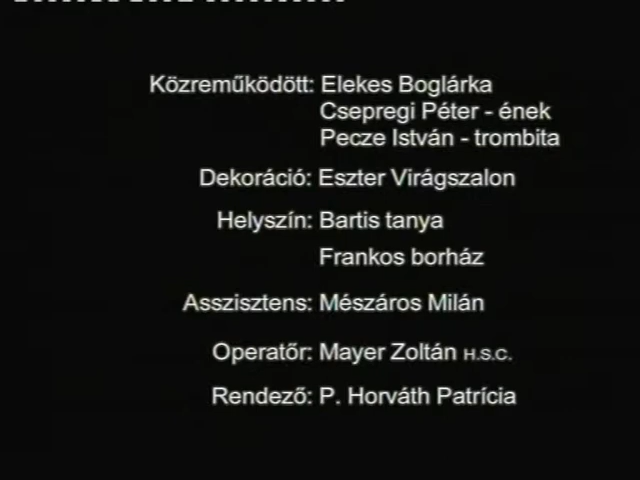 Közreműködött: Elekes Boglárka
Csepregi Péter - ének
Pecze István - trombita
Dekoráció: Eszter Virágszalon
Helyszín: Bartis tanya
Frankos borház
Asszisztens: Mészáros Milán
Operatőr: Mayer Zoltán H.S.C.
Rendező: P. Horváth Patrícia